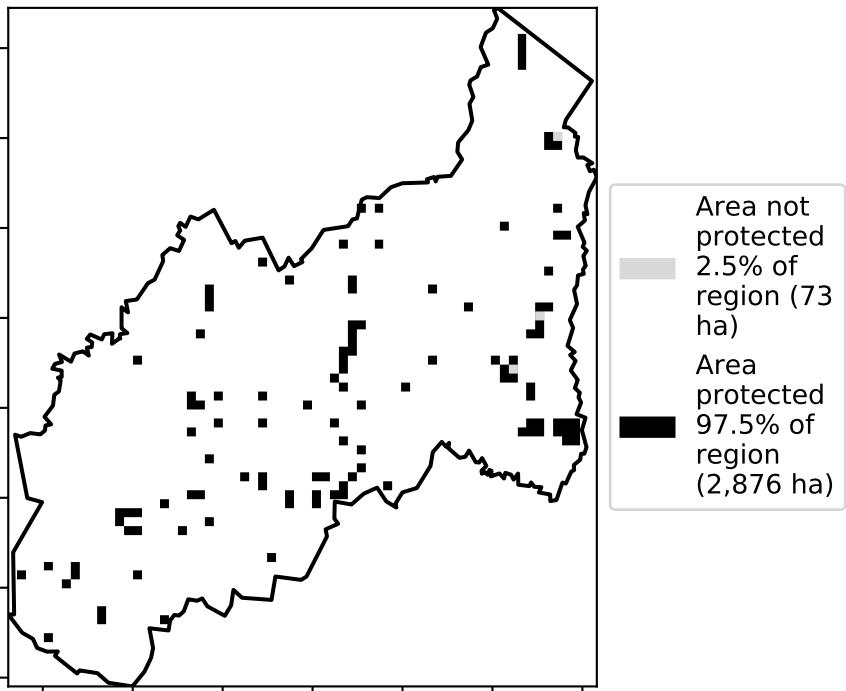 Area not
protected
2.5% of
region (73
ha)
Area
protected
97.5% of
region
(2,876 ha)